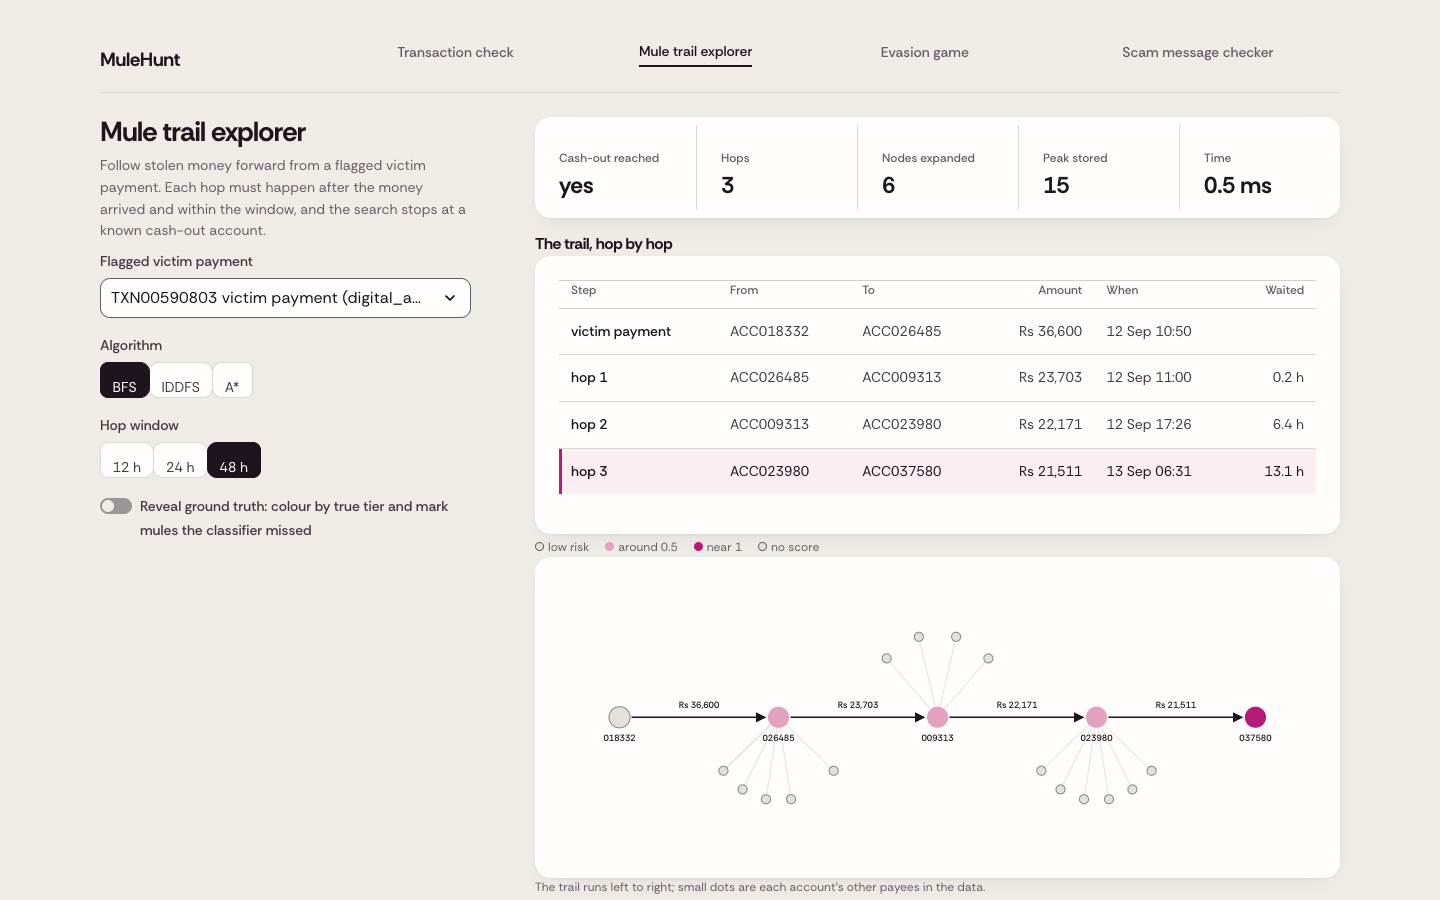 MuleHunt
Transaction check
Mule trail explorer
Evasion game
Scam message checker
Mule trail explorer
Follow stolen money forward from a flagged victim
payment. Each hop must happen after the money
arrived and within the window, and the search stops at a
known cash-out account.
Flagged victim payment
TXN00590803 victim payment (digital_a...
Algorithm
BFS IDDFS A*
Hop window
12 h 24 h 48 h
Reveal ground truth: colour by true tier and mark
mules the classifier missed
Cash-out reached Hops Nodes expanded Peak stored Time
yes 3 6 15 0.5 ms
The trail, hop by hop
Step From To Amount When Waited
victim payment ACC018332 ACC026485 Rs 36,600 12 Sep 10:50
hop 1 ACC026485 ACC009313 Rs 23,703 12 Sep 11:00 0.2 h
hop 2 ACC009313 ACC023980 Rs 22,171 12 Sep 17:26 6.4 h
hop 3 ACC023980 ACC037580 Rs 21,511 13 Sep 06:31 13.1 h
low risk around 0.5 near 1 no score
Rs 36,600 Rs 23,703 Rs 22,171 Rs 21,511
018332 026485 009313 023980 037580
The trail runs left to right; small dots are each account's other payees in the data.